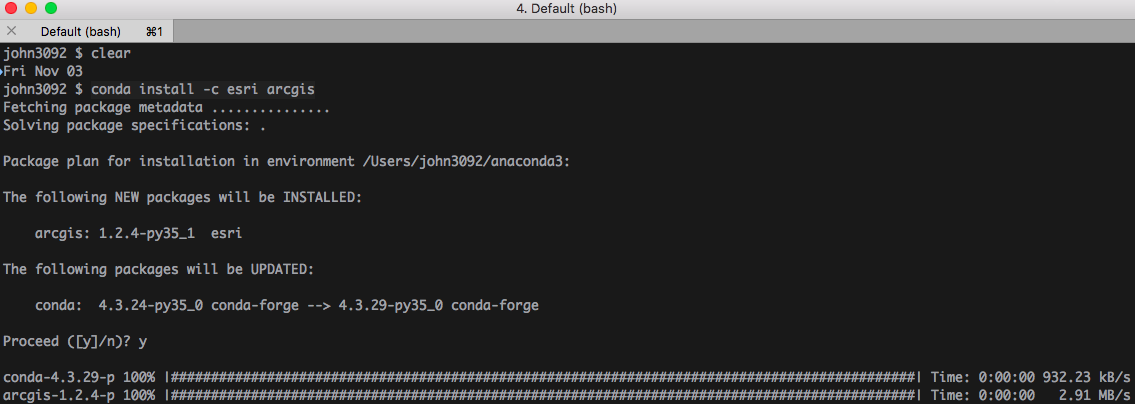 4. Default (bash)
Default (bash) ⌘1
john3092 $ clear
Fri Nov 03
john3092 $ conda install -c esri arcgis
Fetching package metadata ...............
Solving package specifications: .
Package plan for installation in environment /Users/john3092/anaconda3:
The following NEW packages will be INSTALLED:
arcgis: 1.2.4-py35_1 esri
The following packages will be UPDATED:
conda: 4.3.24-py35_0 conda-forge --> 4.3.29-py35_0 conda-forge
Proceed ([y]/n)? y
conda-4.3.29-p 100% |#############################################################################################| Time: 0:00:00 932.23 kB/s
arcgis-1.2.4-p 100% |#############################################################################################| Time: 0:00:00 2.91 MB/s